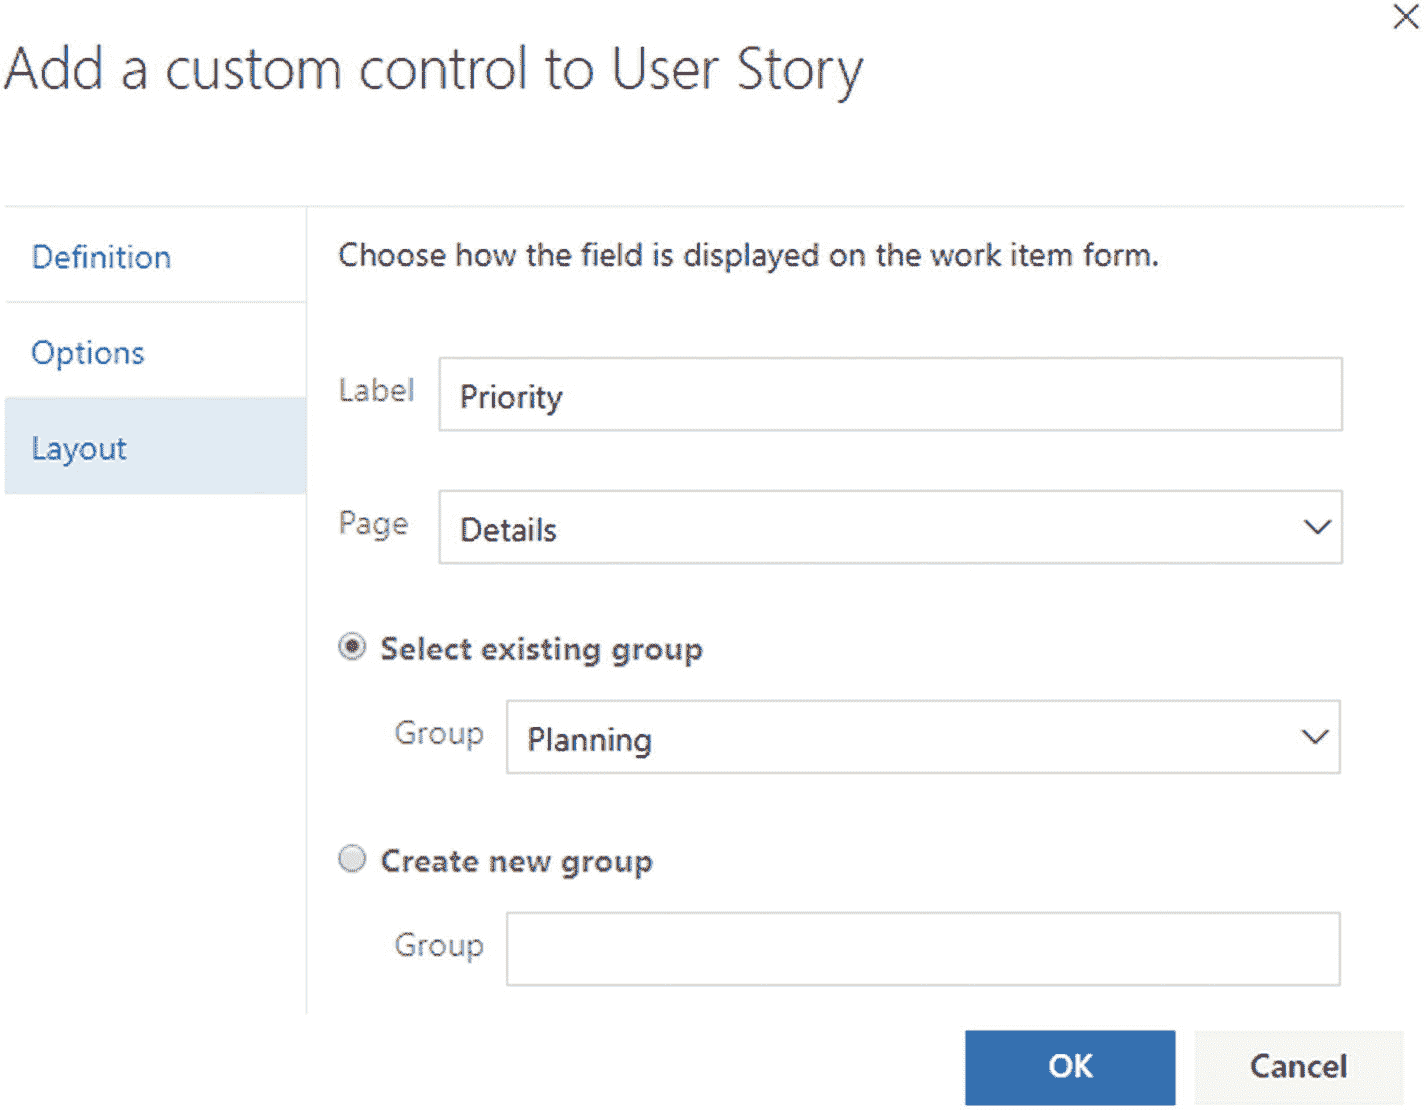 Add a custom control to User Story
Definition
Options
Layout
Choose how the field is displayed on the work item form.
Label
Priority
Page
Details
Select existing group
Group
Planning
Create new group
Group
OK
Cancel